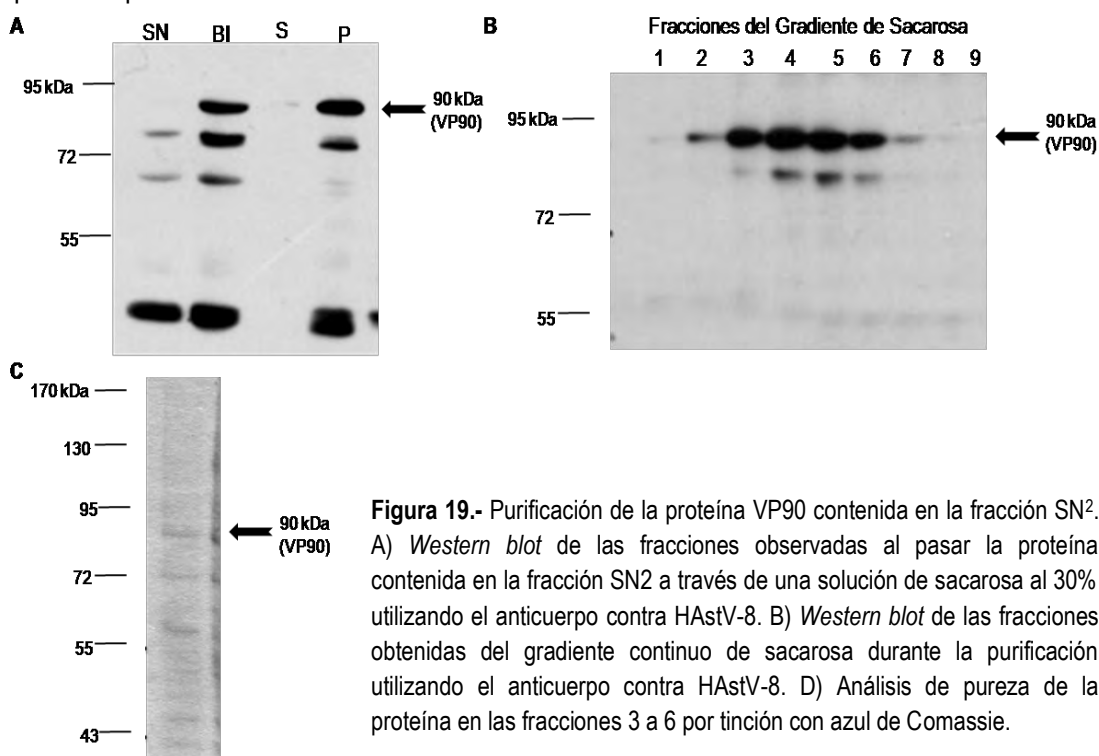 A
SN BI S P
95 kDa
90 kDa
(VP90)
72
55
B
Fracciones del Gradiente de Sacarosa
1 2 3 4 5 6 7 8 9
95 kDa
90 kDa
(VP90)
72
55
C
170 kDa
130
95
90 kDa
(VP90)
72
55
43
Figura 19.- Purificación de la proteína VP90 contenida en la fracción SN².
A) Western blot de las fracciones observadas al pasar la proteína
contenida en la fracción SN2 a través de una solución de sacarosa al 30%
utilizando el anticuerpo contra HAstV-8. B) Western blot de las fracciones
obtenidas del gradiente continuo de sacarosa durante la purificación
utilizando el anticuerpo contra HAstV-8. D) Análisis de pureza de la
proteína en las fracciones 3 a 6 por tinción con azul de Comassie.